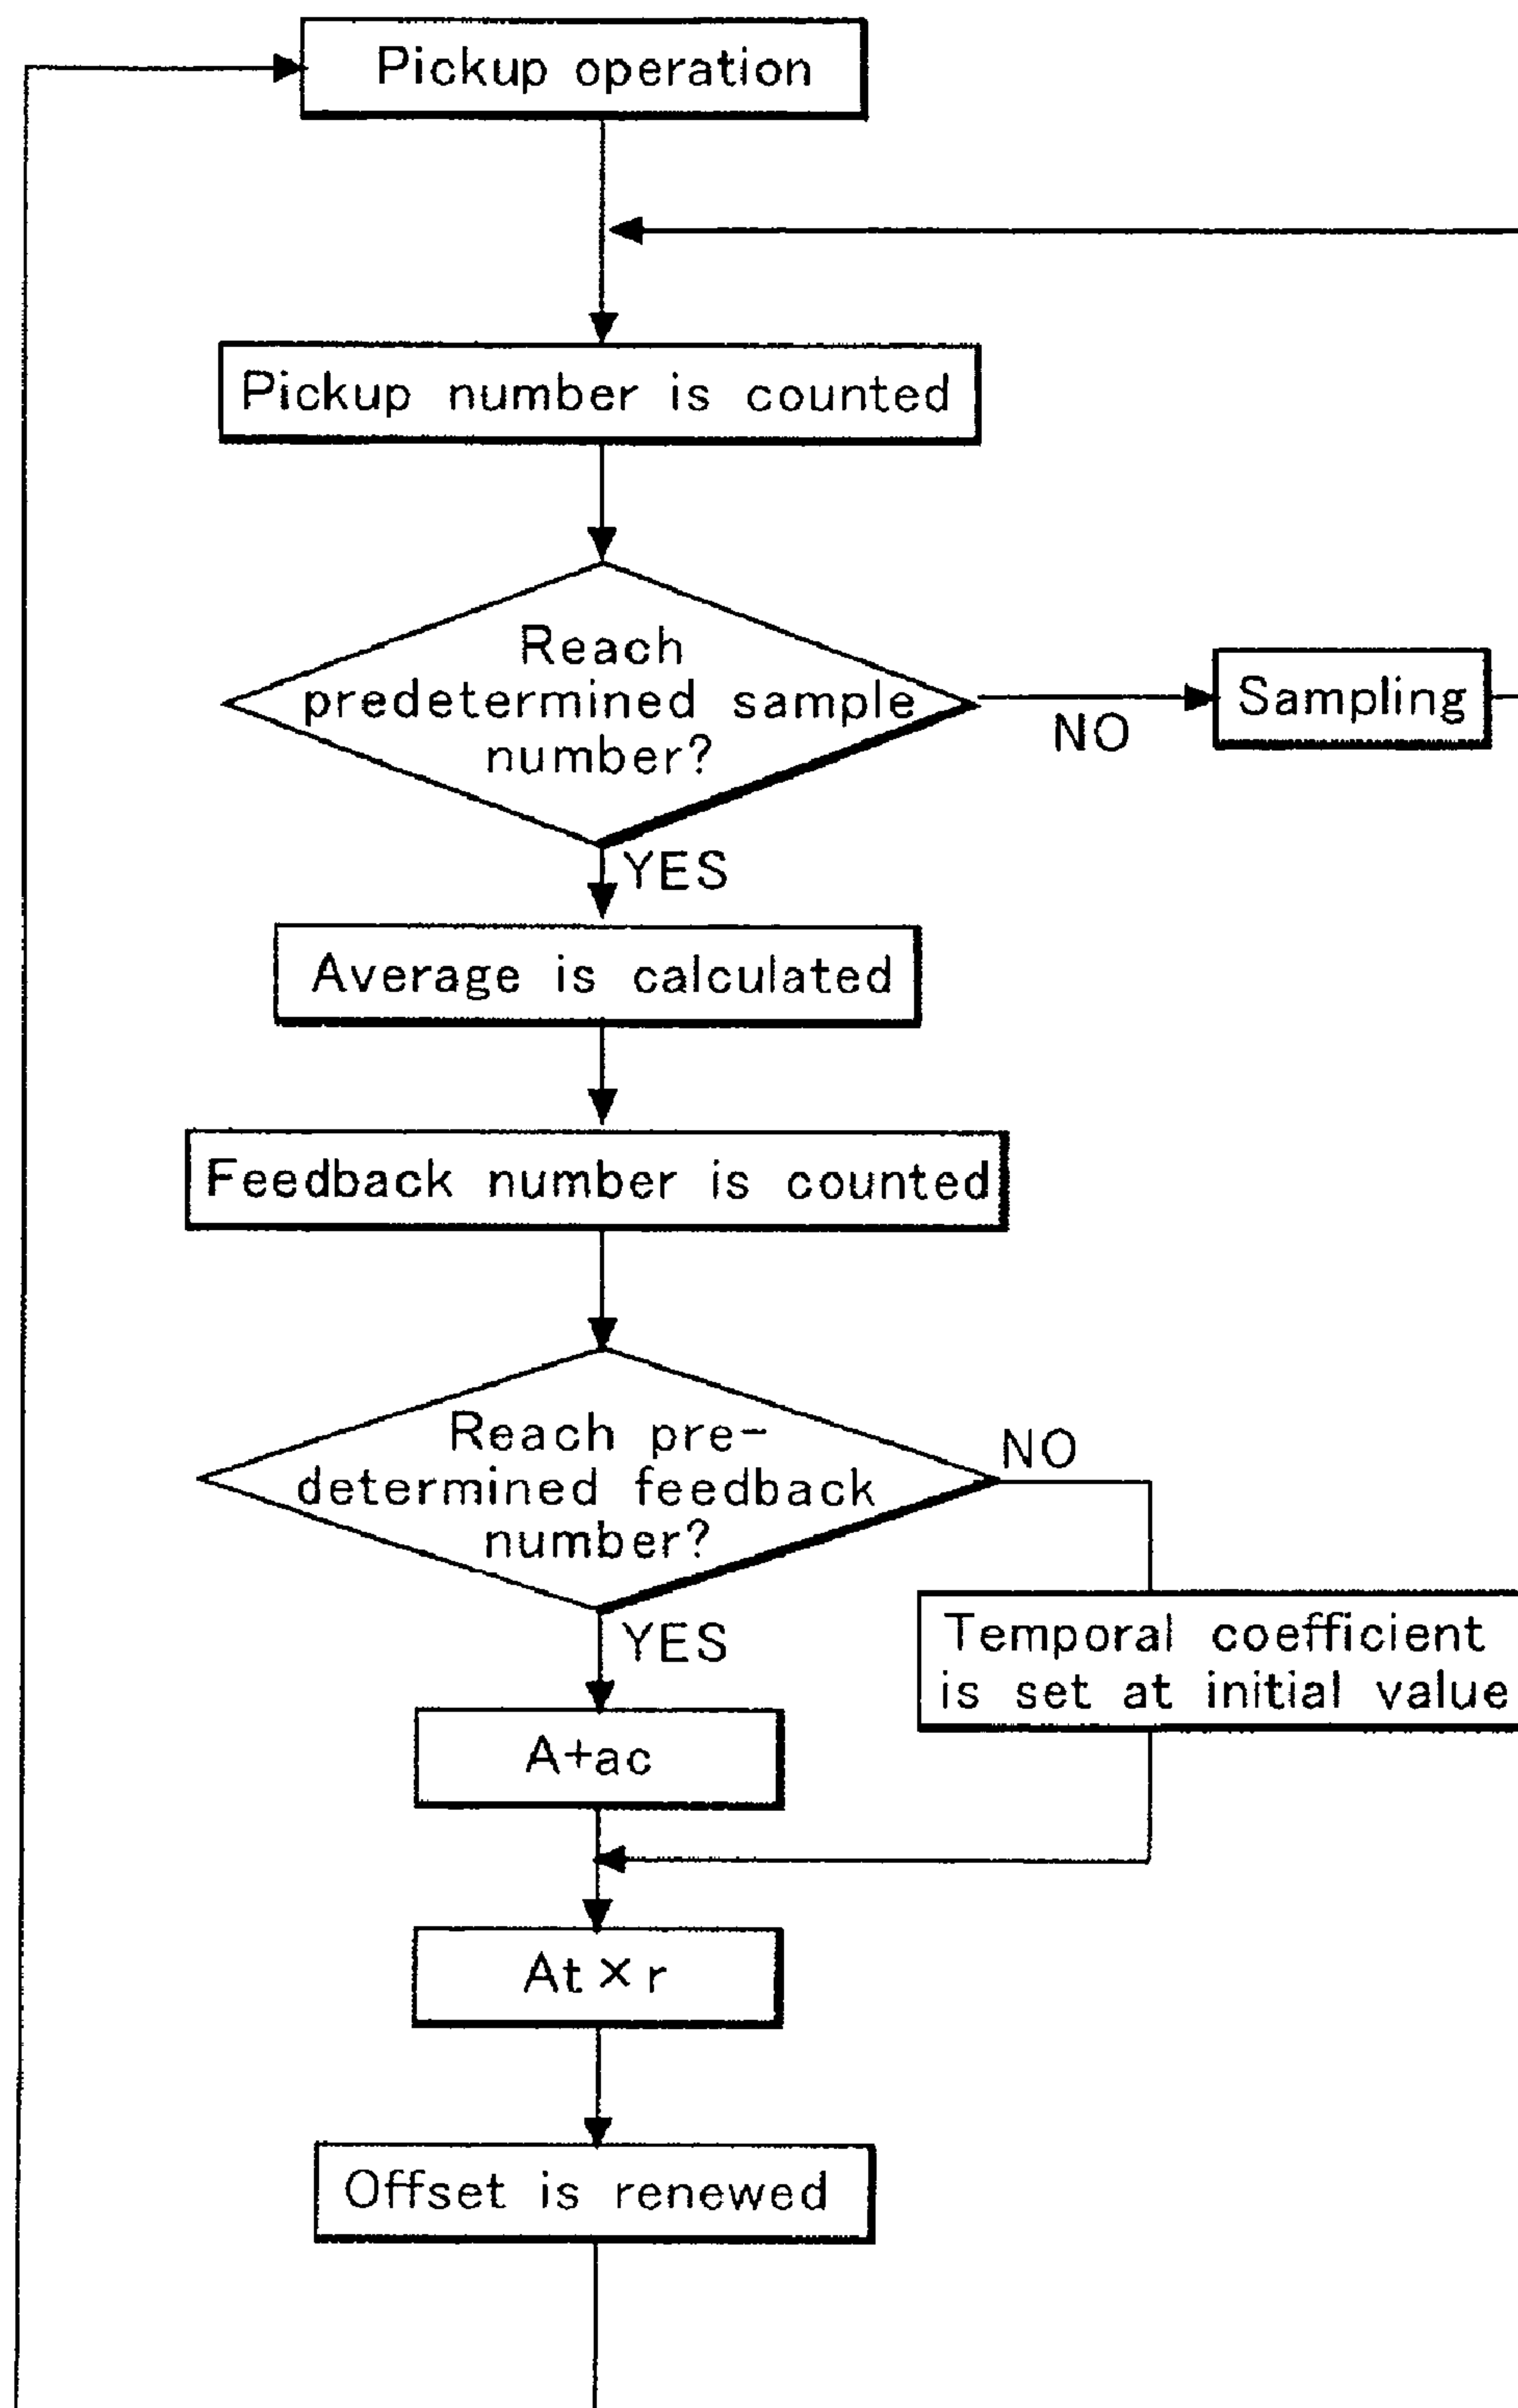 Pickup operation
Pickup number is counted
Reach
predetermined sample
number?
NO
Sampling
YES
Average is calculated
Feedback number is counted
Reach pre-
determined feedback
number?
NO
YES
Temporal coefficient
is set at initial value
A+ac
At×r
Offset is renewed